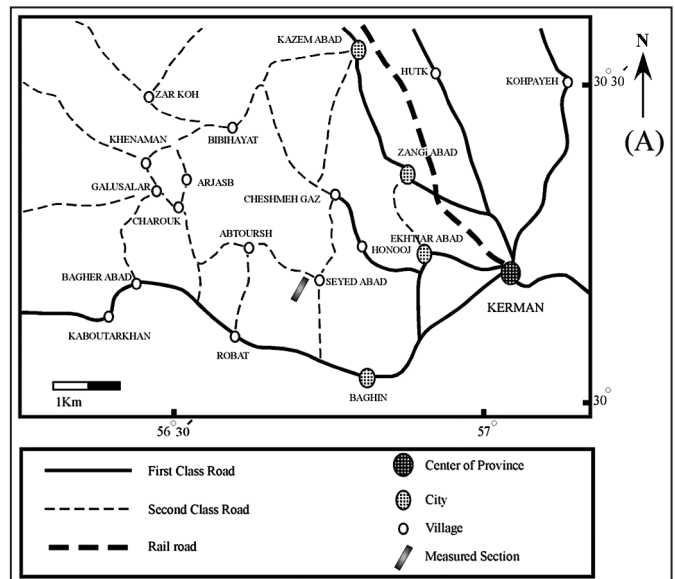 KAZEM ABAD
N
HUTK
30° 30′
KOHPAYEH
ZAR KOH
(A)
BIBIHAYAT
KHENAMAN
ZANGi ABAD
GALUSALAR
ARJASB
CHESHMEH GAZ
CHAROUK
ABTOURSH
EKHTIAR ABAD
HONOOJ
BAGHER ABAD
SEYED ABAD
KERMAN
KABOUTARKHAN
ROBAT
1Km
BAGHIN
30°
56° 30′
57°
First Class Road
Center of Province
Second Class Road
City
Village
Rail road
Measured Section